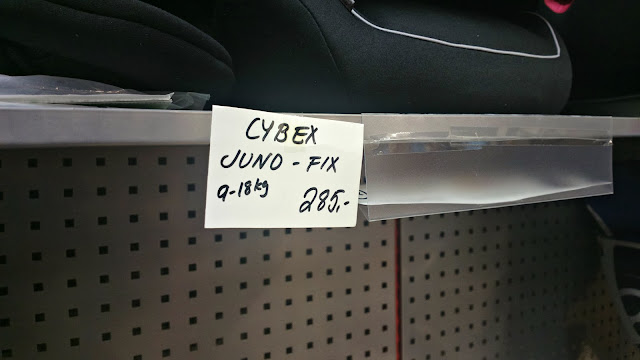 CYBEX
JUNO - FIX
9-18kg 285,-